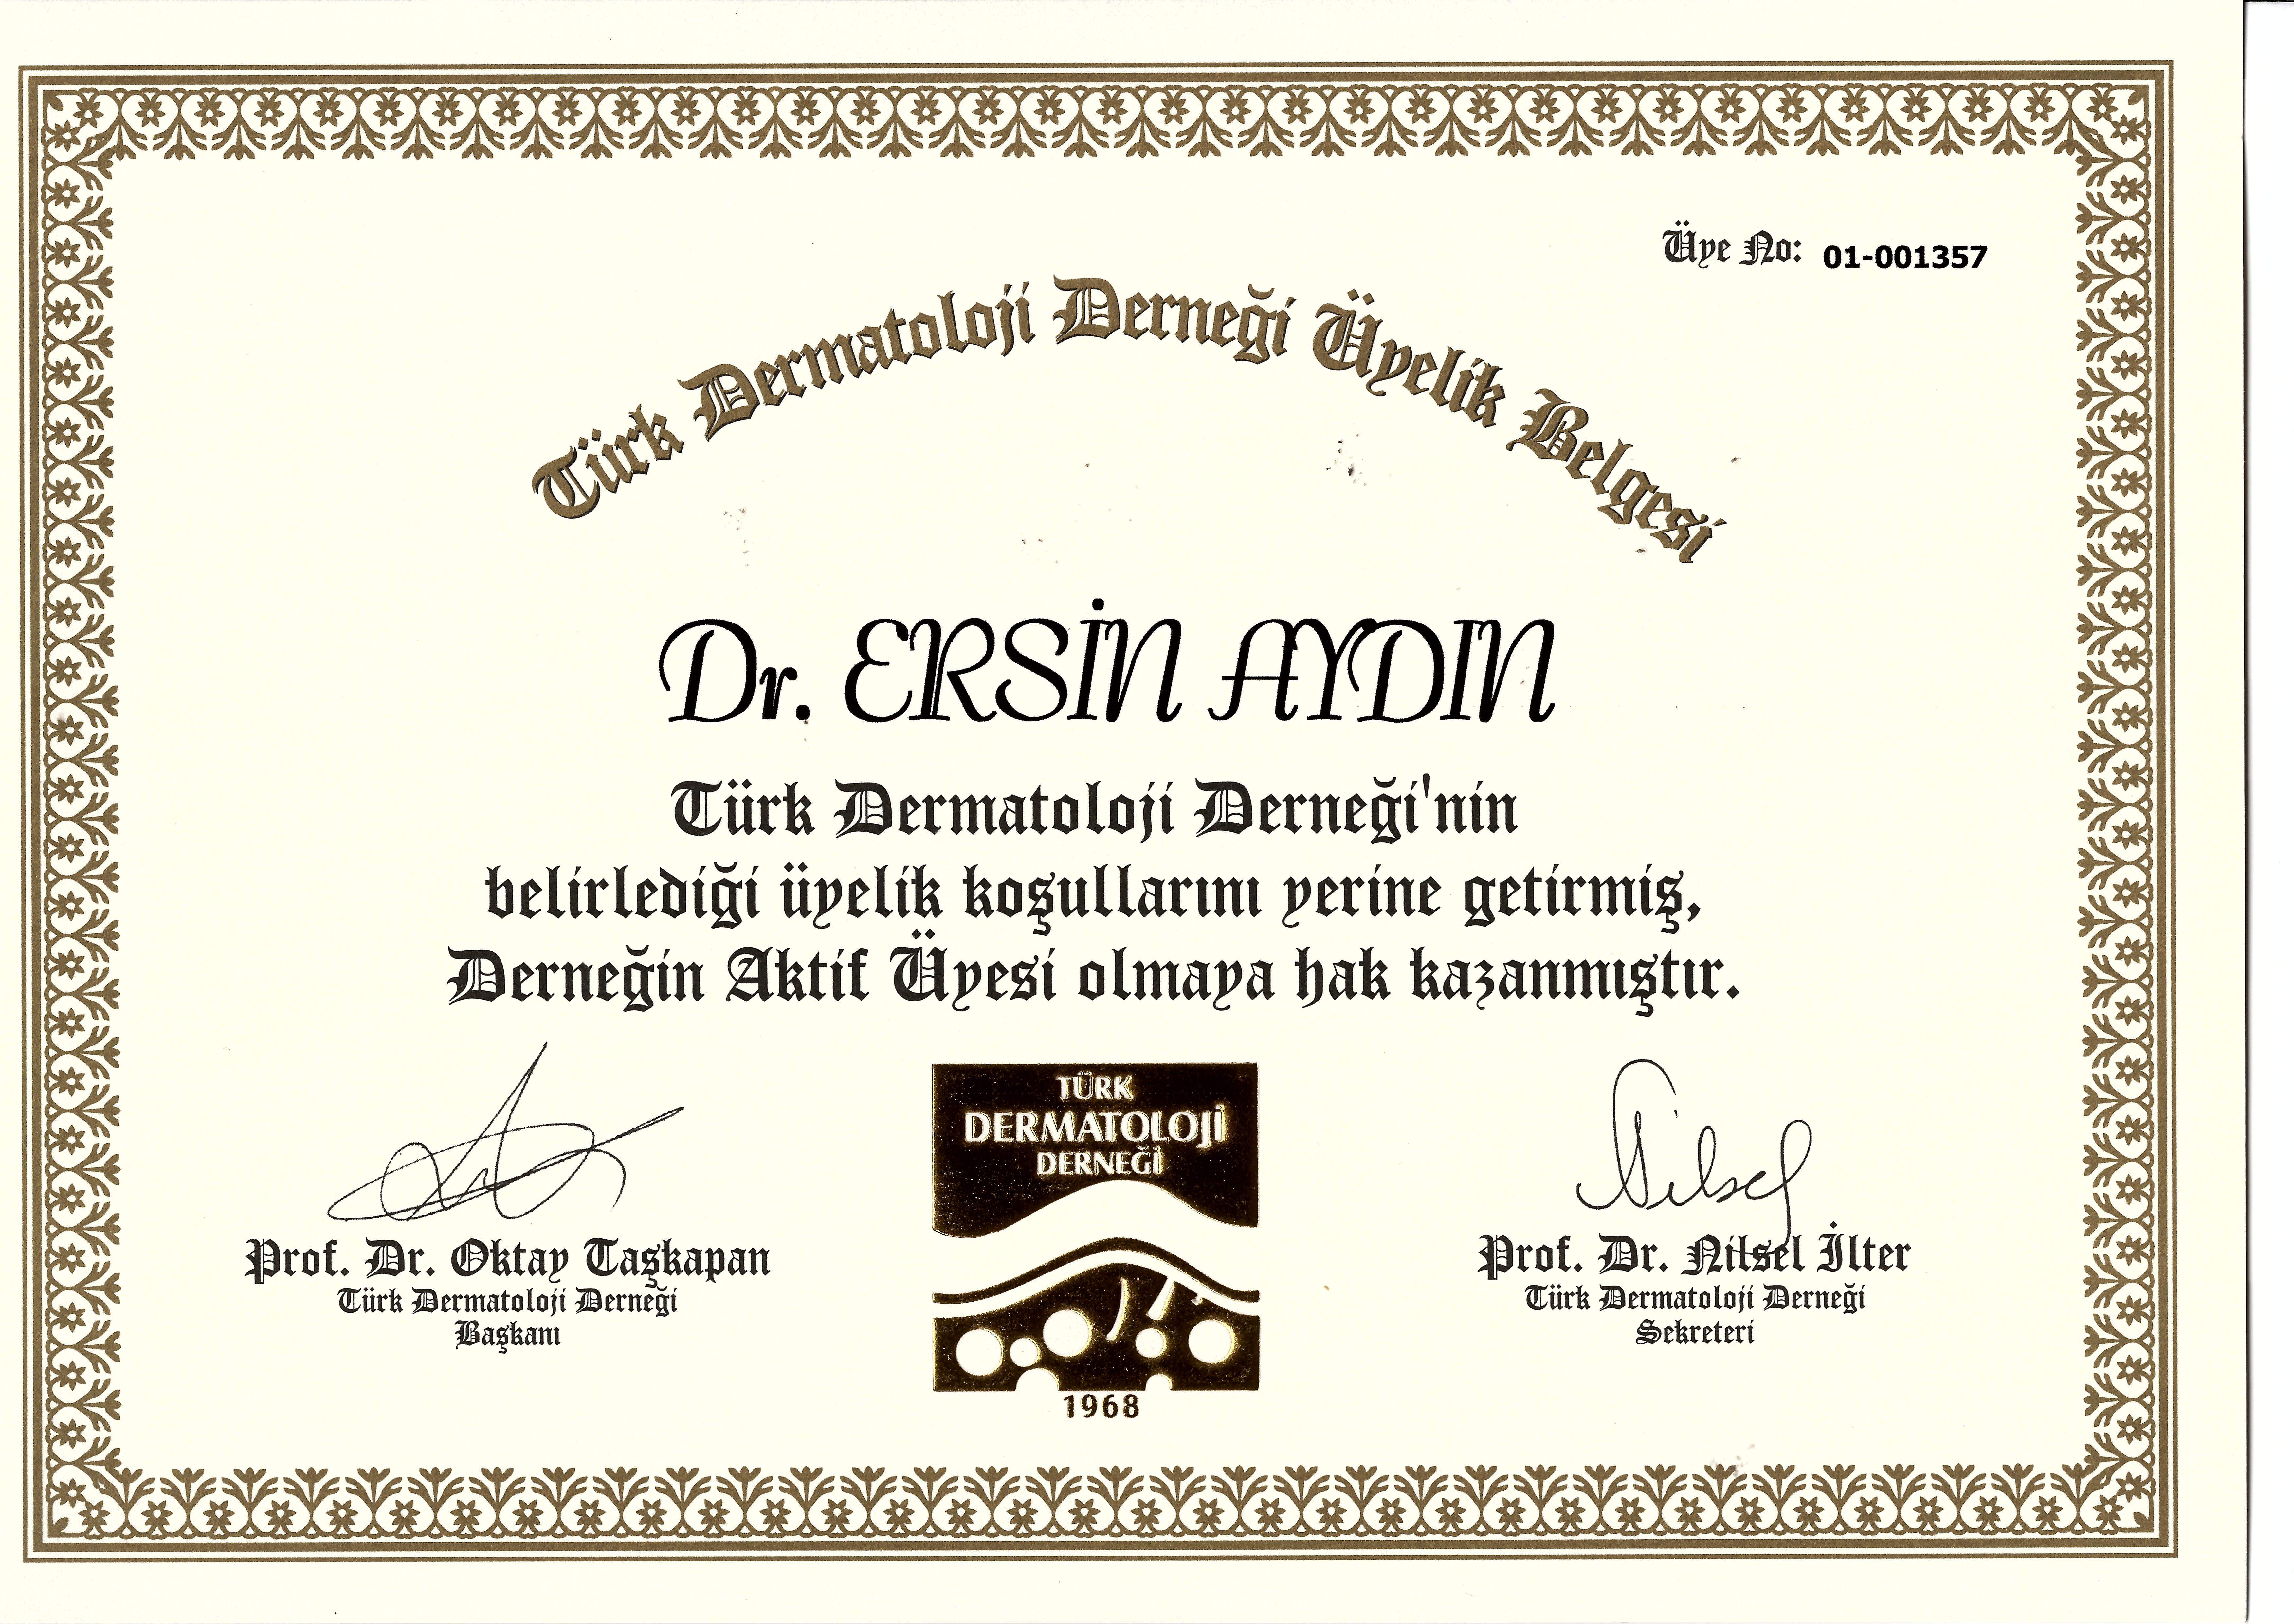 Üye No: 01-001357
Türk Dermatoloji Derneği Üyelik Belgesi
Dr. ERSİN AYDIN
Türk Dermatoloji Derneği'nin
belirlediği üyelik koşullarını yerine getirmiş,
Derneğin Aktif Üyesi olmaya hak kazanmıştır.
Nilsel
Prof. Dr. Oktay Taşkapan
Türk Dermatoloji Derneği
Başkanı
TÜRK
DERMATOLOJİ
DERNEĞİ
1968
Prof. Dr. Nilsel İlter
Türk Dermatoloji Derneği
Sekreteri